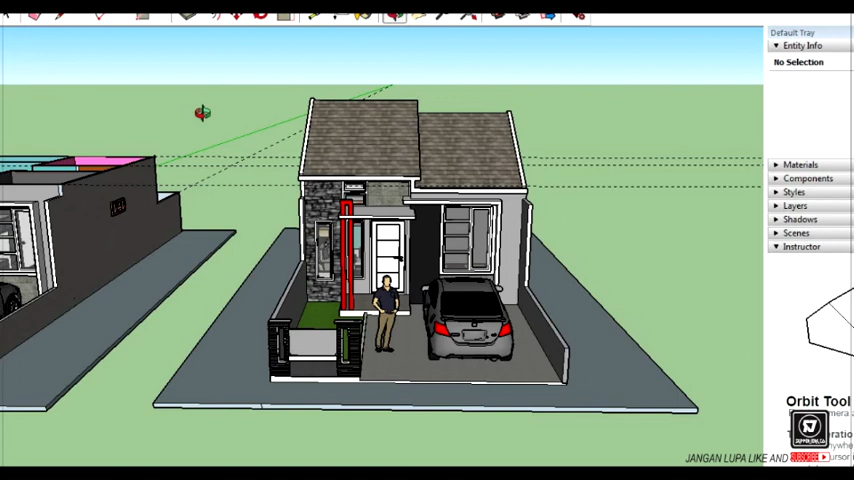 Default Tray
Entity Info
No Selection
Materials
Components
Styles
Layers
Shadows
Scenes
Instructor
Orbit Tool
JANGAN LUPA LIKE AND SUBSCRIBE